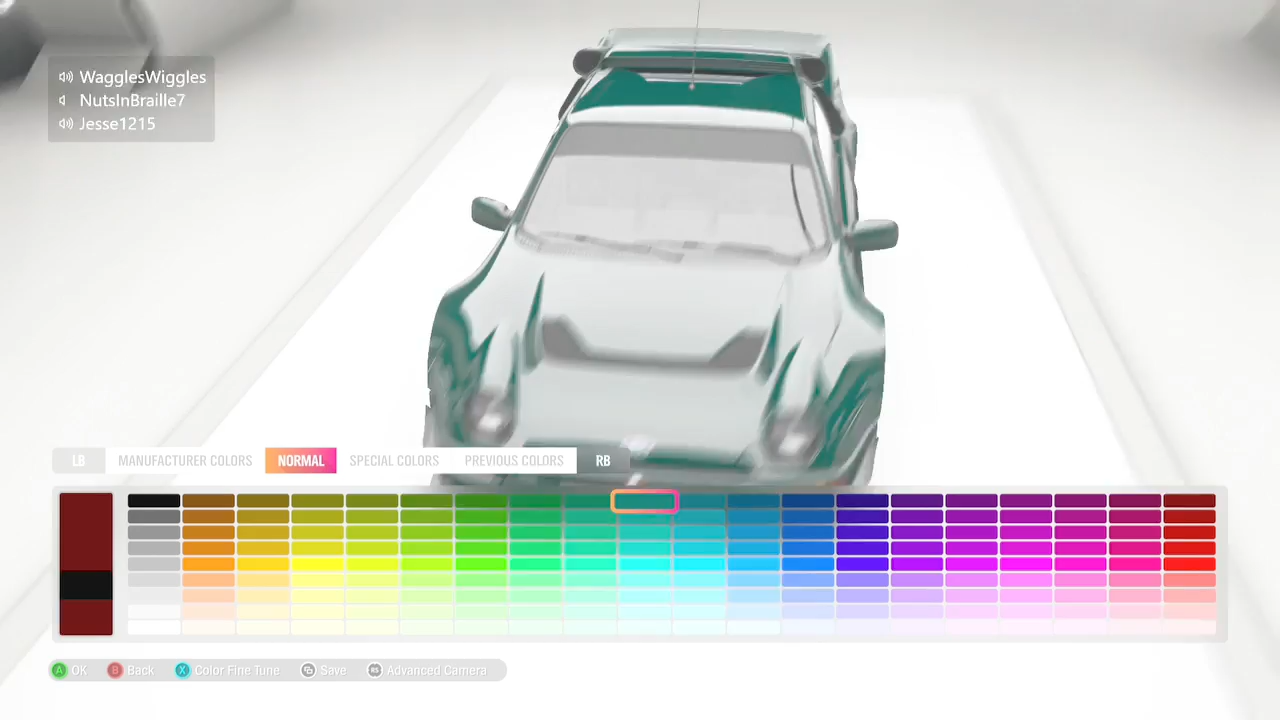 WagglesWiggles
NutsInBraille7
Jesse1215
LB MANUFACTURER COLORS NORMAL SPECIAL COLORS PREVIOUS COLORS RB
A OK B Back X Color Fine Tune Save RS Advanced Camera